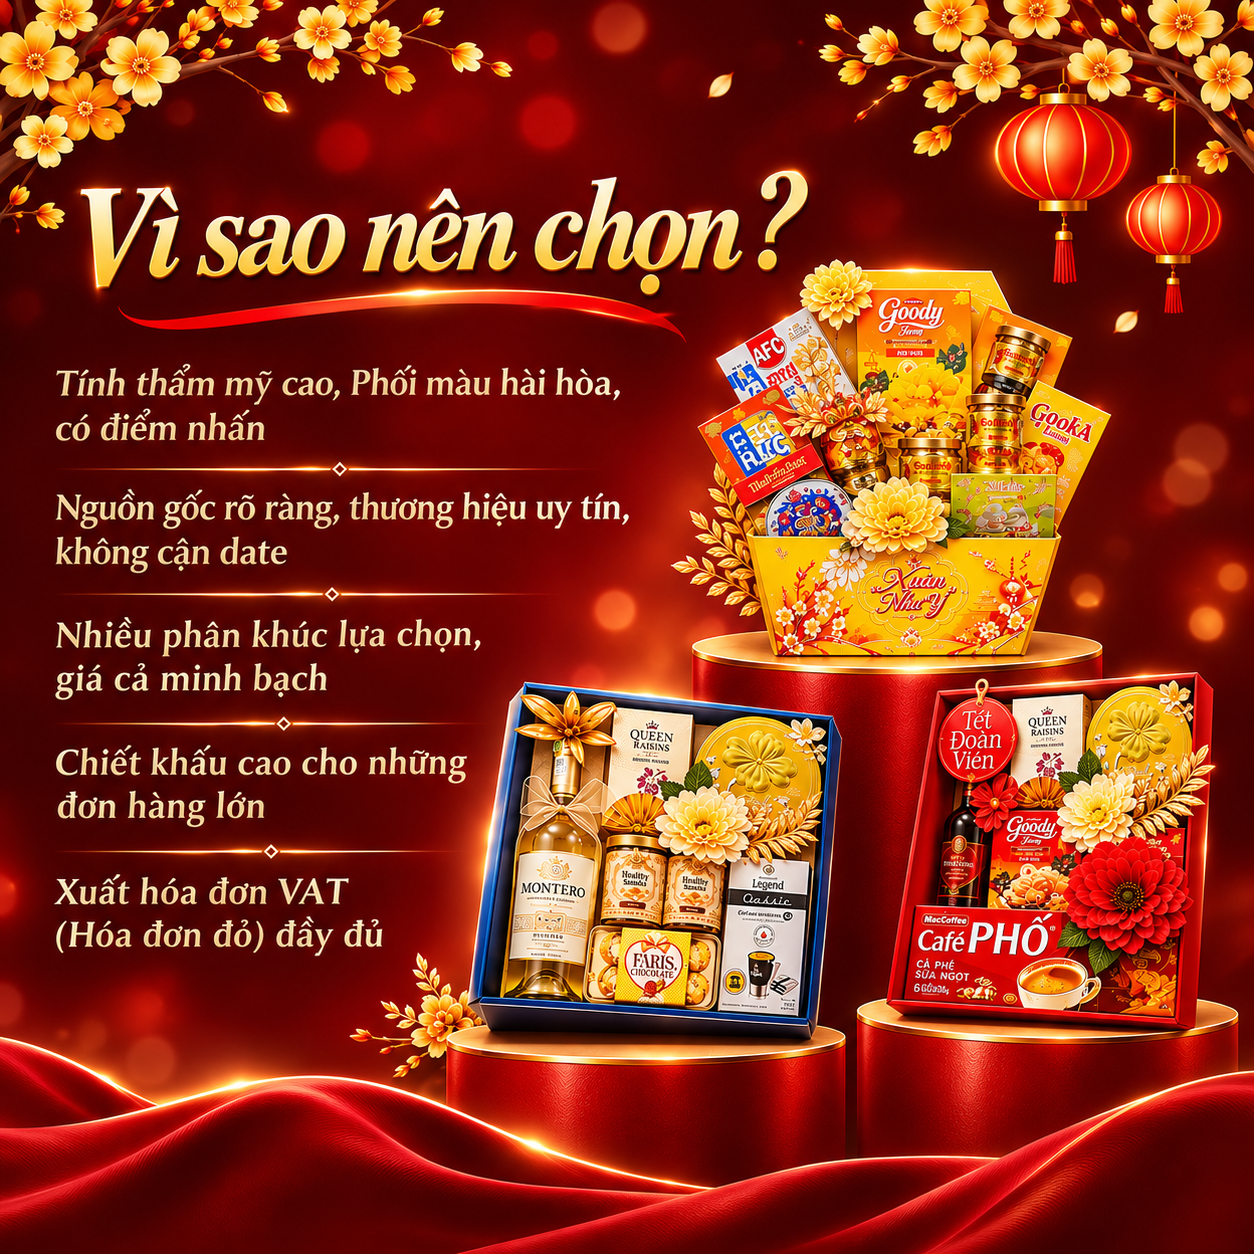 Vì sao nên chọn?
Tính thẩm mỹ cao, Phối màu hài hòa,
có điểm nhấn
Nguồn gốc rõ ràng, thương hiệu uy tín,
không cận date
Nhiều phân khúc lựa chọn,
giá cả minh bạch
Chiết khấu cao cho những
đơn hàng lớn
Xuất hóa đơn VAT
(Hóa đơn đỏ) đầy đủ
Goody
AFC
GookA
Xuân
Như Ý
QUEEN
RAISINS
MONTERO
Healthy
Healthy
Legend
Classic
FARIS
CHOCOLATE
Tết
Đoàn
Viên
QUEEN
RAISINS
Goody
MacCoffee
Café PHỐ
CÀ PHÊ
SỮA NGỌT